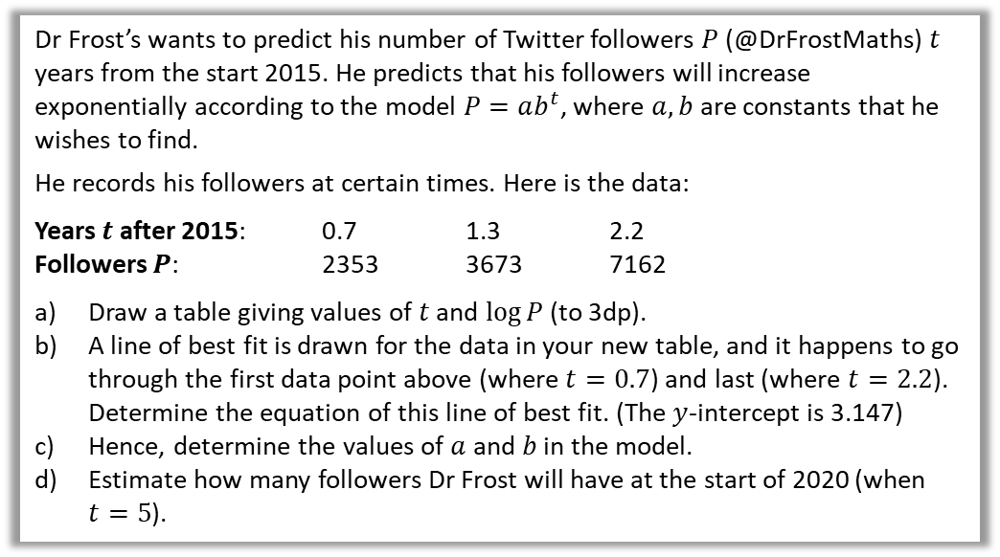 Dr Frost's wants to predict his number of Twitter followers P (@DrFrostMaths) t
years from the start 2015. He predicts that his followers will increase
exponentially according to the model P = ab^t, where a, b are constants that he
wishes to find.
He records his followers at certain times. Here is the data:
Years t after 2015: 0.7 1.3 2.2
Followers P: 2353 3673 7162
a) Draw a table giving values of t and log P (to 3dp).
b) A line of best fit is drawn for the data in your new table, and it happens to go
through the first data point above (where t = 0.7) and last (where t = 2.2).
Determine the equation of this line of best fit. (The y-intercept is 3.147)
c) Hence, determine the values of a and b in the model.
d) Estimate how many followers Dr Frost will have at the start of 2020 (when
t = 5).